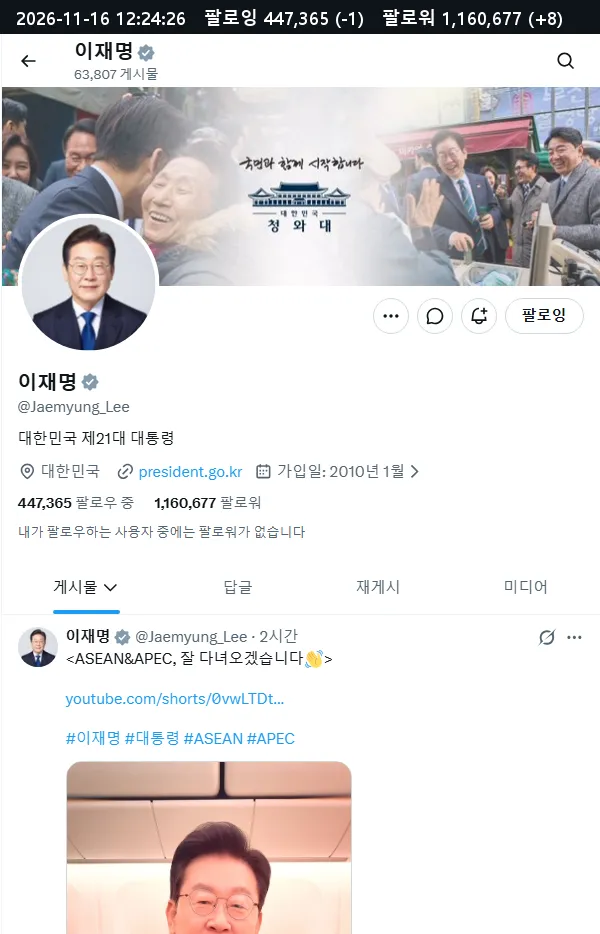 2026-11-16 12:24:26 팔로잉 447,365 (-1) 팔로워 1,160,677 (+8)
이재명
63,807 게시물
국민과 함께 시작합니다
대한민국
청와대
팔로잉
이재명
@Jaemyung_Lee
대한민국 제21대 대통령
대한민국 president.go.kr 가입일: 2010년 1월
447,365 팔로우 중 1,160,677 팔로워
내가 팔로우하는 사용자 중에는 팔로워가 없습니다
게시물 답글 재게시 미디어
이재명 @Jaemyung_Lee · 2시간
<ASEAN&APEC, 잘 다녀오겠습니다👋>
youtube.com/shorts/0vwLTDt...
#이재명 #대통령 #ASEAN #APEC